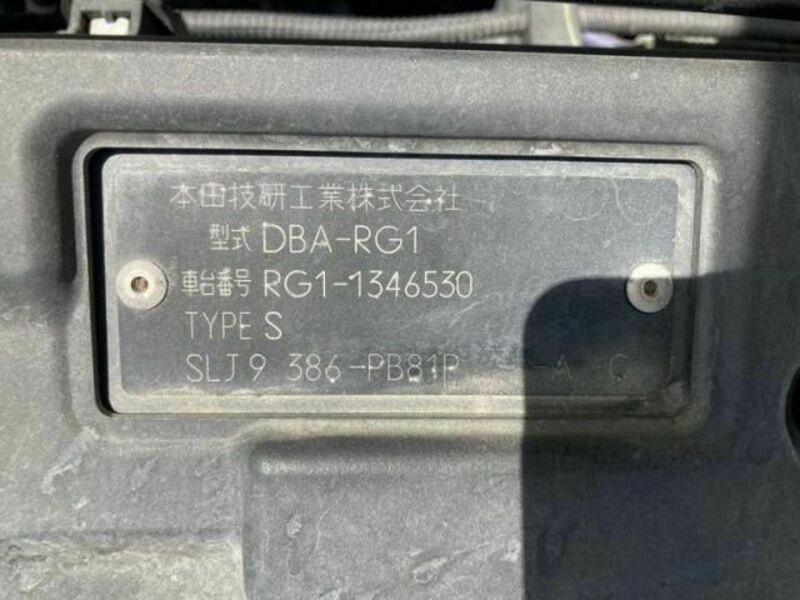 本田技研工業株式会社
型式 DBA-RG1
車台番号 RG1-1346530
TYPE S
SLJ9 386-PB81P -A C